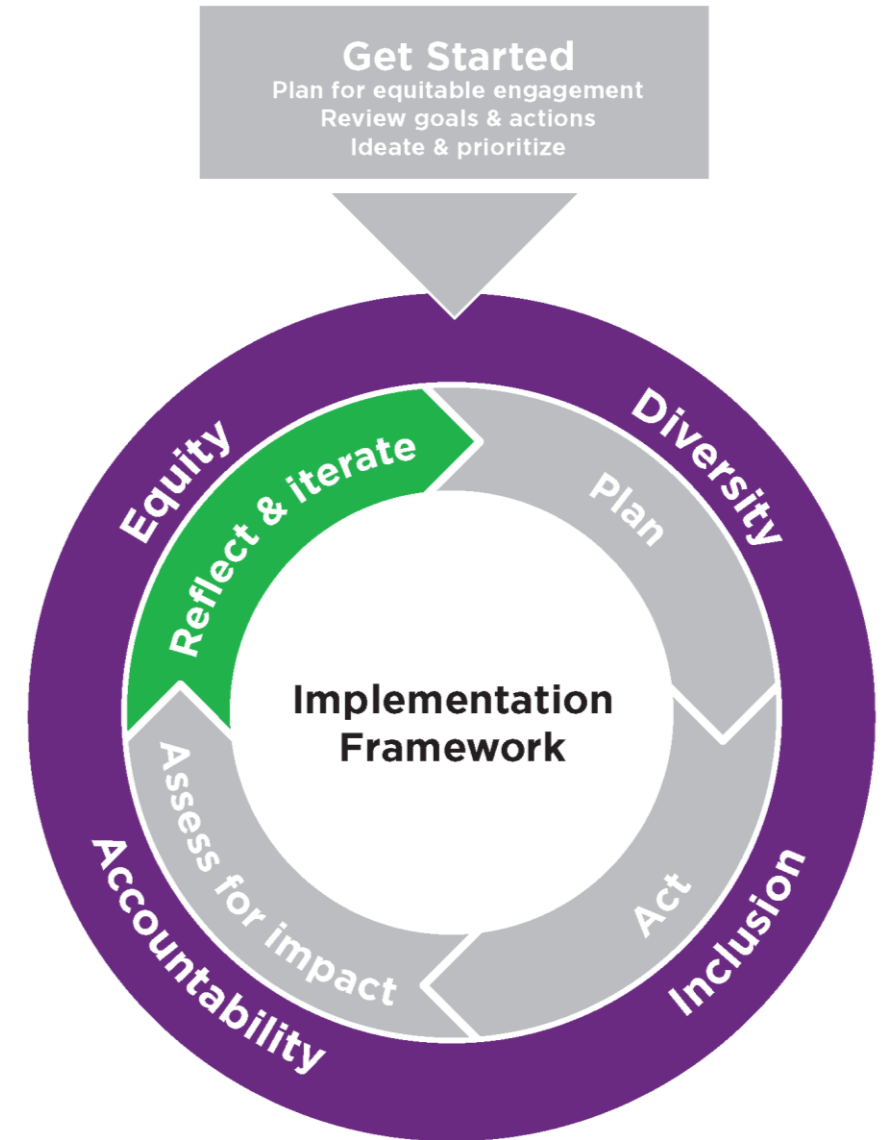 Get Started
Plan for equitable engagement
Review goals & actions
Ideate & prioritize
Equity
Diversity
Inclusion
Accountability
Reflect & iterate
Plan
Act
Assess for impact
Implementation
Framework